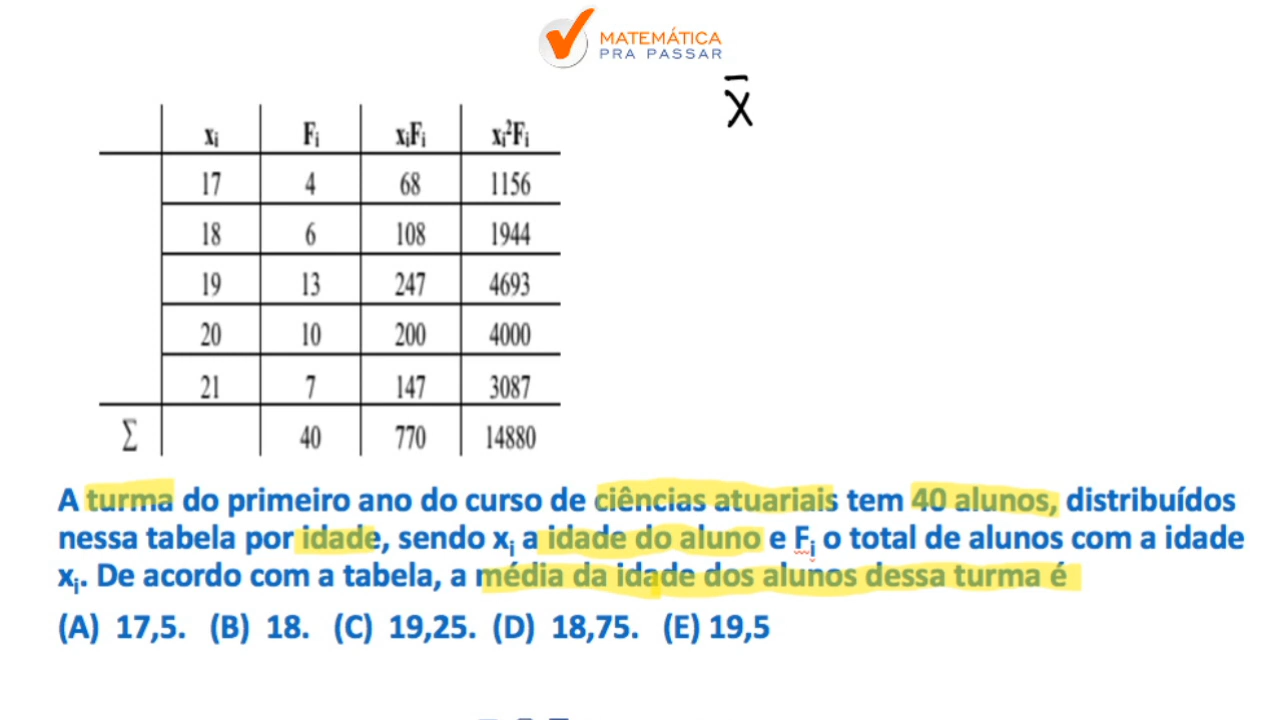 MATEMÁTICA
PRA PASSAR
X̄
xᵢ Fᵢ xᵢFᵢ xᵢ²Fᵢ
17 4 68 1156
18 6 108 1944
19 13 247 4693
20 10 200 4000
21 7 147 3087
Σ 40 770 14880
A turma do primeiro ano do curso de ciências atuariais tem 40 alunos, distribuídos
nessa tabela por idade, sendo xᵢ a idade do aluno e Fᵢ o total de alunos com a idade
xᵢ. De acordo com a tabela, a média da idade dos alunos dessa turma é
(A) 17,5. (B) 18. (C) 19,25. (D) 18,75. (E) 19,5